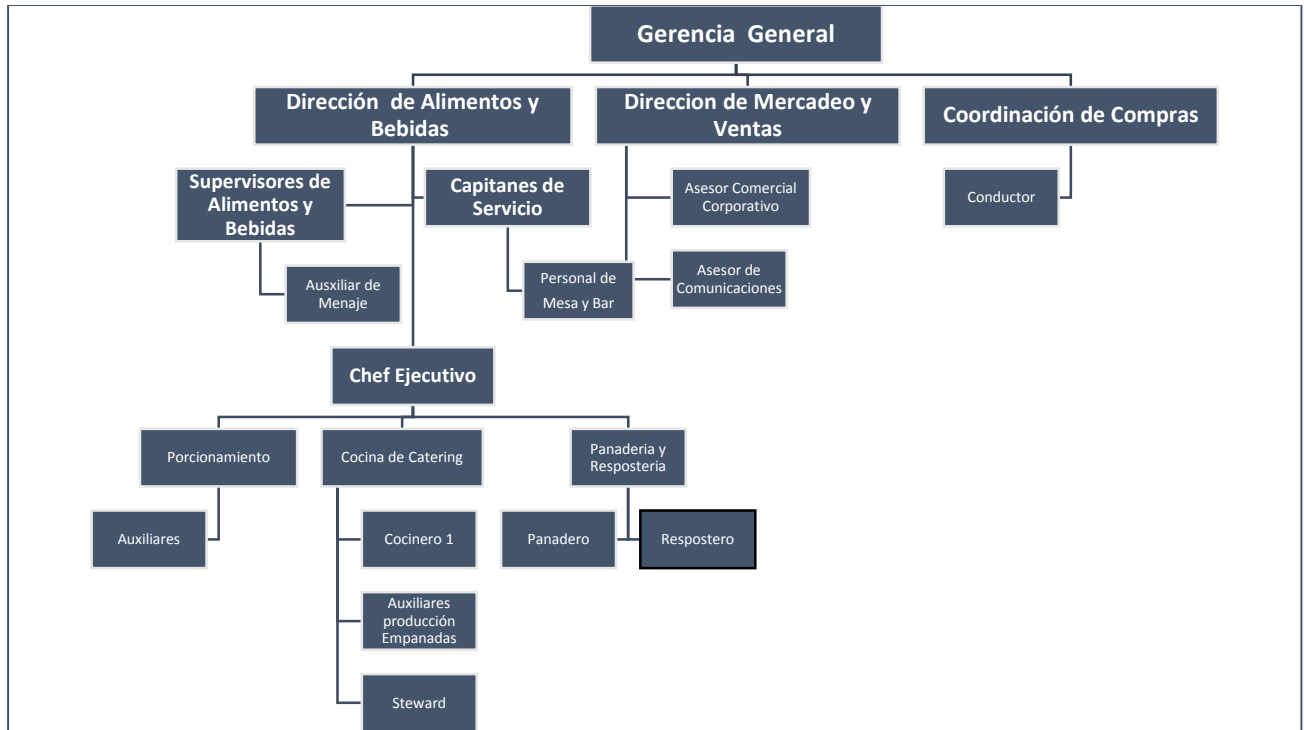 Gerencia General
Dirección de Alimentos y
Bebidas
Direccion de Mercadeo y
Ventas
Coordinación de Compras
Supervisores de
Alimentos y
Bebidas
Capitanes de
Servicio
Asesor Comercial
Corporativo
Conductor
Ausxiliar de
Menaje
Personal de
Mesa y Bar
Asesor de
Comunicaciones
Chef Ejecutivo
Porcionamiento
Cocina de Catering
Panaderia y
Resposteria
Auxiliares
Cocinero 1
Panadero
Respostero
Auxiliares
producción
Empanadas
Steward